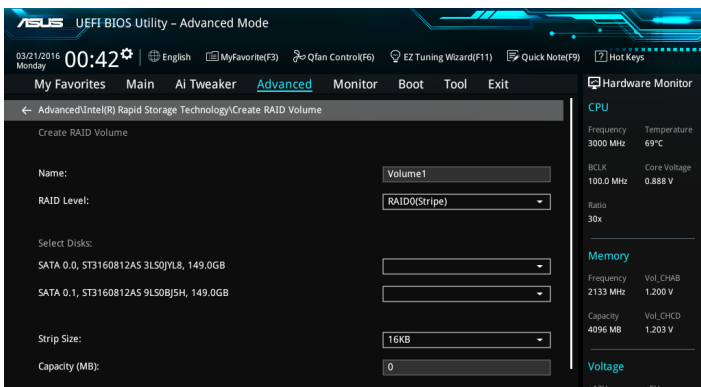 ASUS UEFI BIOS Utility – Advanced Mode
03/21/2016 Monday 00:42 English MyFavorite(F3) Qfan Control(F6) EZ Tuning Wizard(F11) Quick Note(F9) ? Hot Keys
My Favorites Main Ai Tweaker Advanced Monitor Boot Tool Exit
← Advanced\Intel(R) Rapid Storage Technology\Create RAID Volume
Create RAID Volume
Name: Volume1
RAID Level: RAID0(Stripe)
Select Disks:
SATA 0.0, ST3160812AS 3LS0JYL8, 149.0GB
SATA 0.1, ST3160812AS 9LS0BJ5H, 149.0GB
Strip Size: 16KB
Capacity (MB): 0
Hardware Monitor
CPU
Frequency Temperature
3000 MHz 69°C
BCLK Core Voltage
100.0 MHz 0.888 V
Ratio
30x
Memory
Frequency Vol_CHAB
2133 MHz 1.200 V
Capacity Vol_CHCD
4096 MB 1.203 V
Voltage